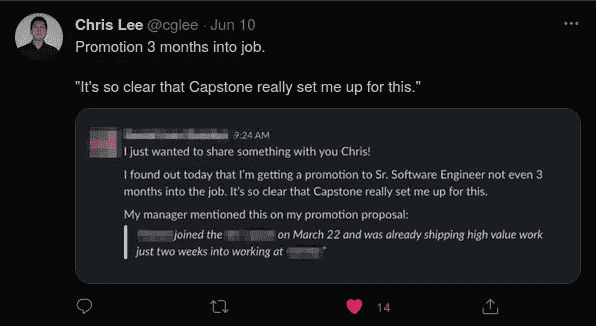 Chris Lee @cglee · Jun 10
Promotion 3 months into job.
"It's so clear that Capstone really set me up for this."
9:24 AM
I just wanted to share something with you Chris!
I found out today that I'm getting a promotion to Sr. Software Engineer not even 3
months into the job. It's so clear that Capstone really set me up for this.
My manager mentioned this on my promotion proposal:
joined the on March 22 and was already shipping high value work
just two weeks into working at "
14